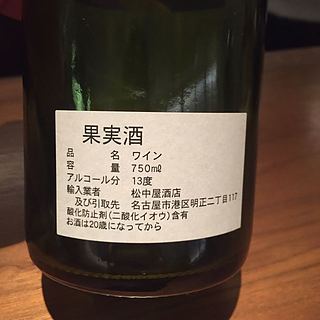 果実酒
品 名 ワイン
容 量 750mℓ
アルコール分 13度
輸入業者 松中屋酒店
及び引取先 名古屋市港区明正二丁目117
酸化防止剤(二酸化イオウ)含有
お酒は20歳になってから